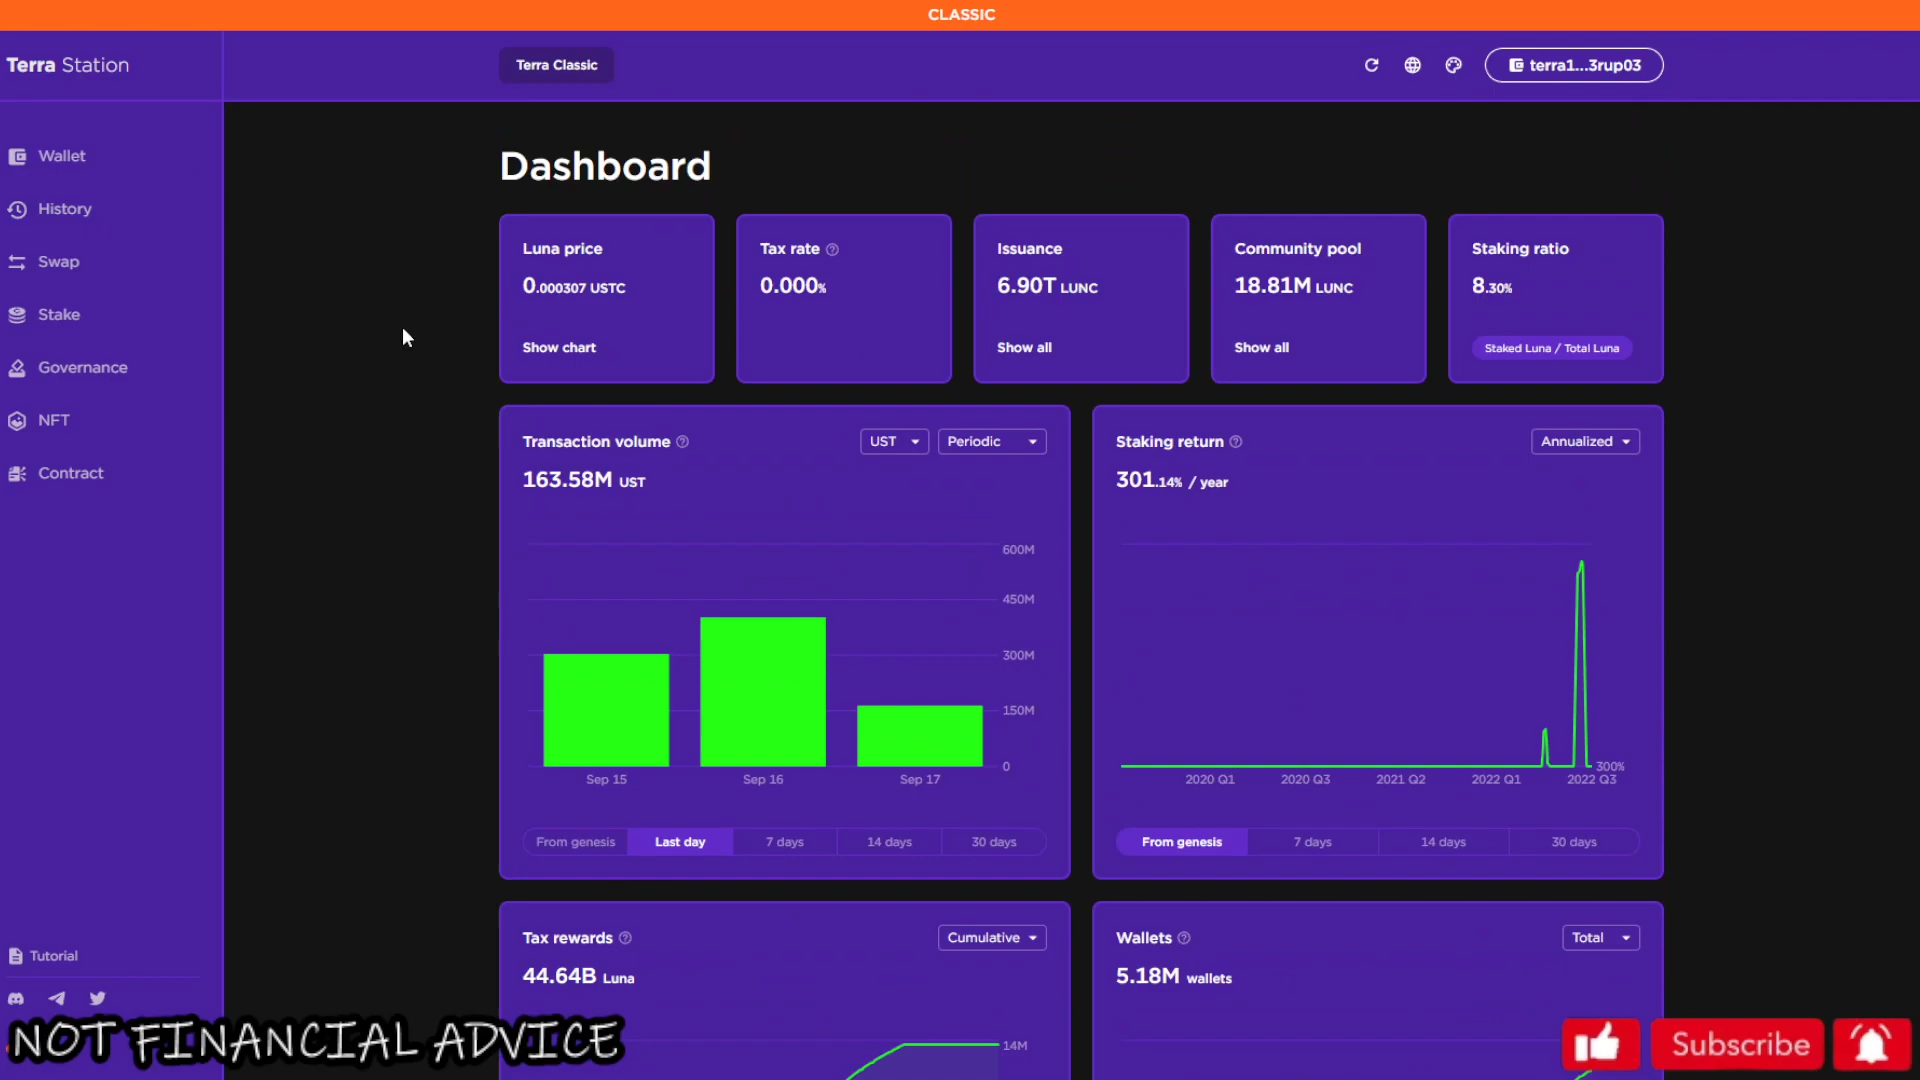 CLASSIC
Terra Station
Terra Classic
terra1...3rup03
Wallet
History
Swap
Stake
Governance
NFT
Contract
Tutorial
Dashboard
Luna price
0.000307 USTC
Show chart
Tax rate
0.000%
Issuance
6.90T LUNC
Show all
Community pool
18.81M LUNC
Show all
Staking ratio
8.30%
Staked Luna / Total Luna
Transaction volume
UST
Periodic
163.58M UST
600M
450M
300M
150M
0
Sep 15
Sep 16
Sep 17
From genesis
Last day
7 days
14 days
30 days
Staking return
Annualized
301.14% / year
300%
2020 Q1
2020 Q3
2021 Q2
2022 Q1
2022 Q3
From genesis
7 days
14 days
30 days
Tax rewards
Cumulative
44.64B Luna
14M
Wallets
Total
5.18M wallets
NOT FINANCIAL ADVICE
Subscribe